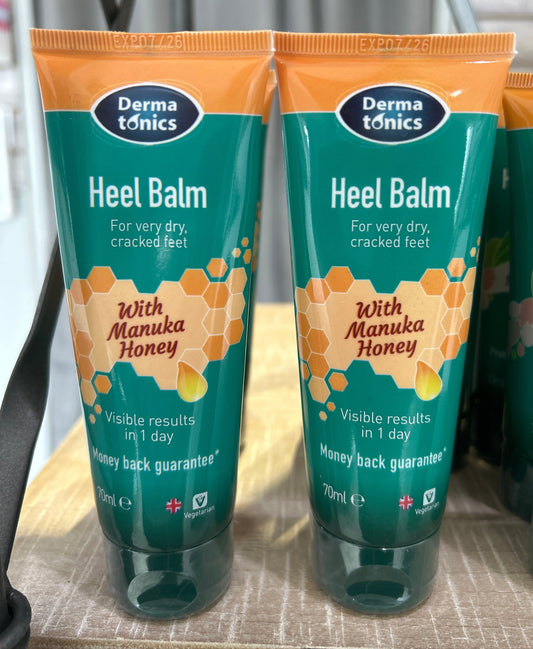 EXP07/26
Derma
tonics
Heel Balm
For very dry,
cracked feet
With
Manuka
Honey
Visible results
in 1 day
Money back guarantee*
70ml e
Vegetarian
EXP07/26
Derma
tonics
Heel Balm
For very dry,
cracked feet
With
Manuka
Honey
Visible results
in 1 day
Money back guarantee*
70ml e
Vegetarian